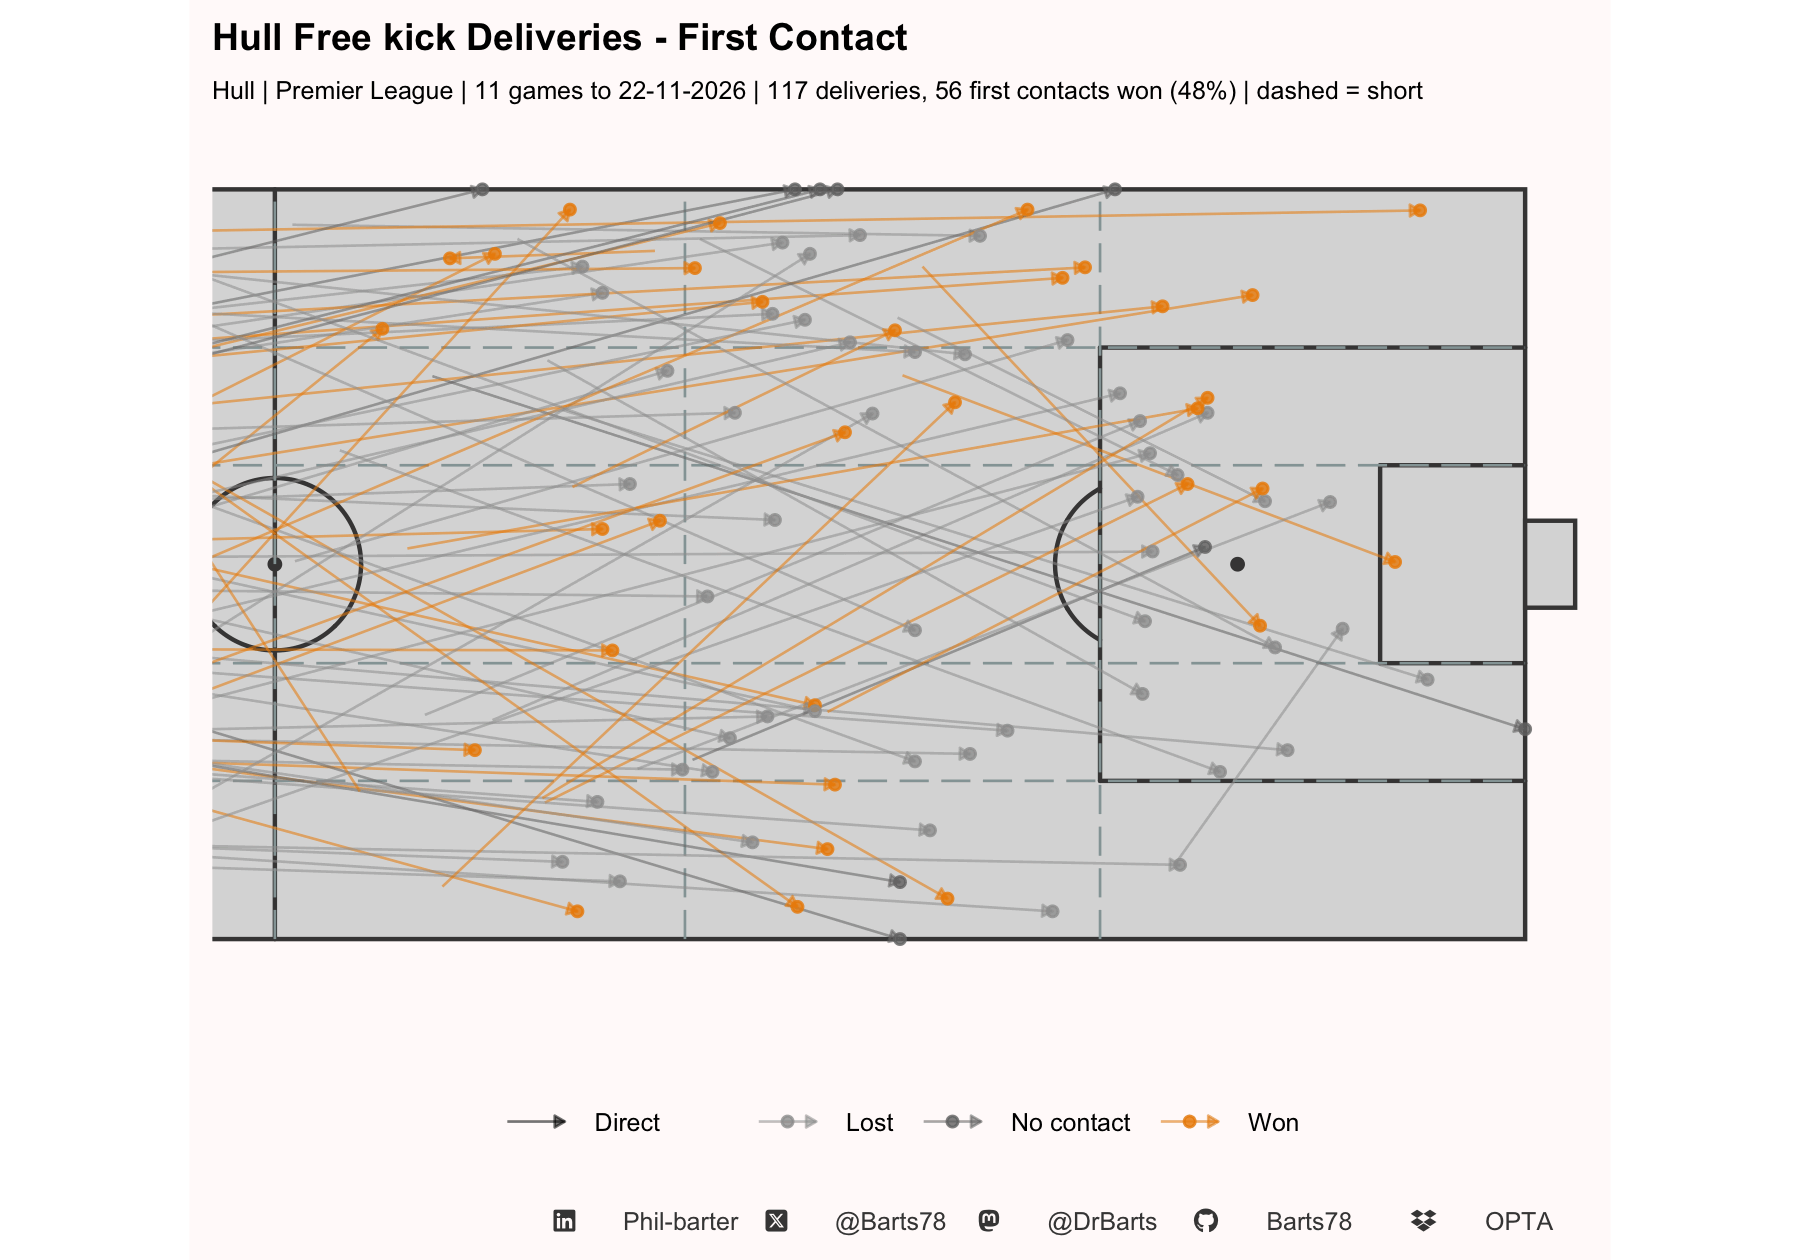 Hull Free kick Deliveries - First Contact
Hull | Premier League | 11 games to 22-11-2026 | 117 deliveries, 56 first contacts won (48%) | dashed = short
Direct Lost No contact Won
Phil-barter @Barts78 @DrBarts Barts78 OPTA